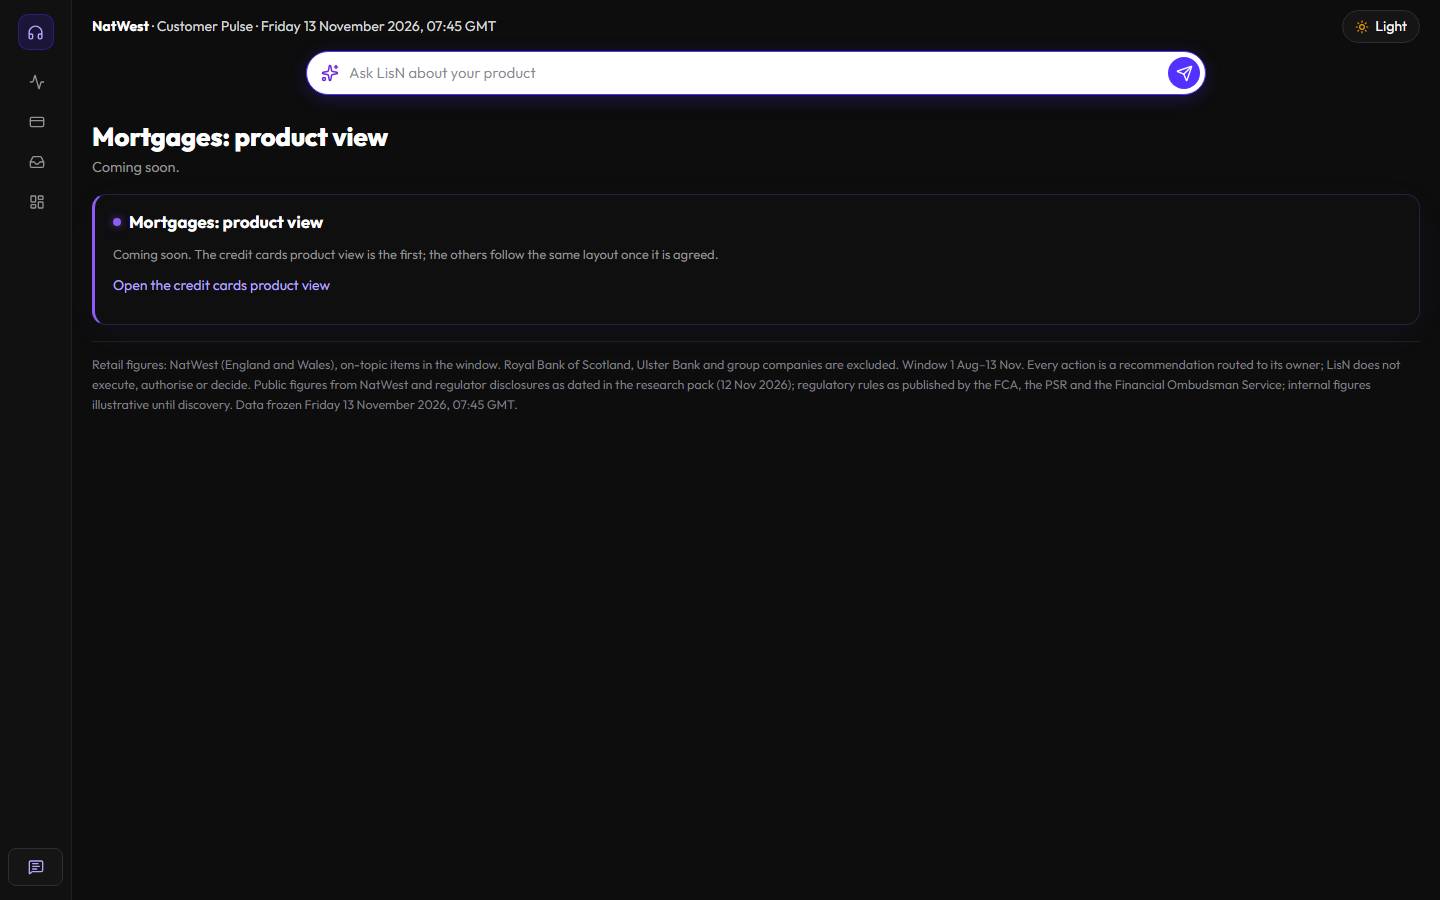 NatWest · Customer Pulse · Friday 13 November 2026, 07:45 GMT
Light
Ask LisN about your product
Mortgages: product view
Coming soon.
Mortgages: product view
Coming soon. The credit cards product view is the first; the others follow the same layout once it is agreed.
Open the credit cards product view
Retail figures: NatWest (England and Wales), on-topic items in the window. Royal Bank of Scotland, Ulster Bank and group companies are excluded. Window 1 Aug–13 Nov. Every action is a recommendation routed to its owner; LisN does not
execute, authorise or decide. Public figures from NatWest and regulator disclosures as dated in the research pack (12 Nov 2026); regulatory rules as published by the FCA, the PSR and the Financial Ombudsman Service; internal figures
illustrative until discovery. Data frozen Friday 13 November 2026, 07:45 GMT.